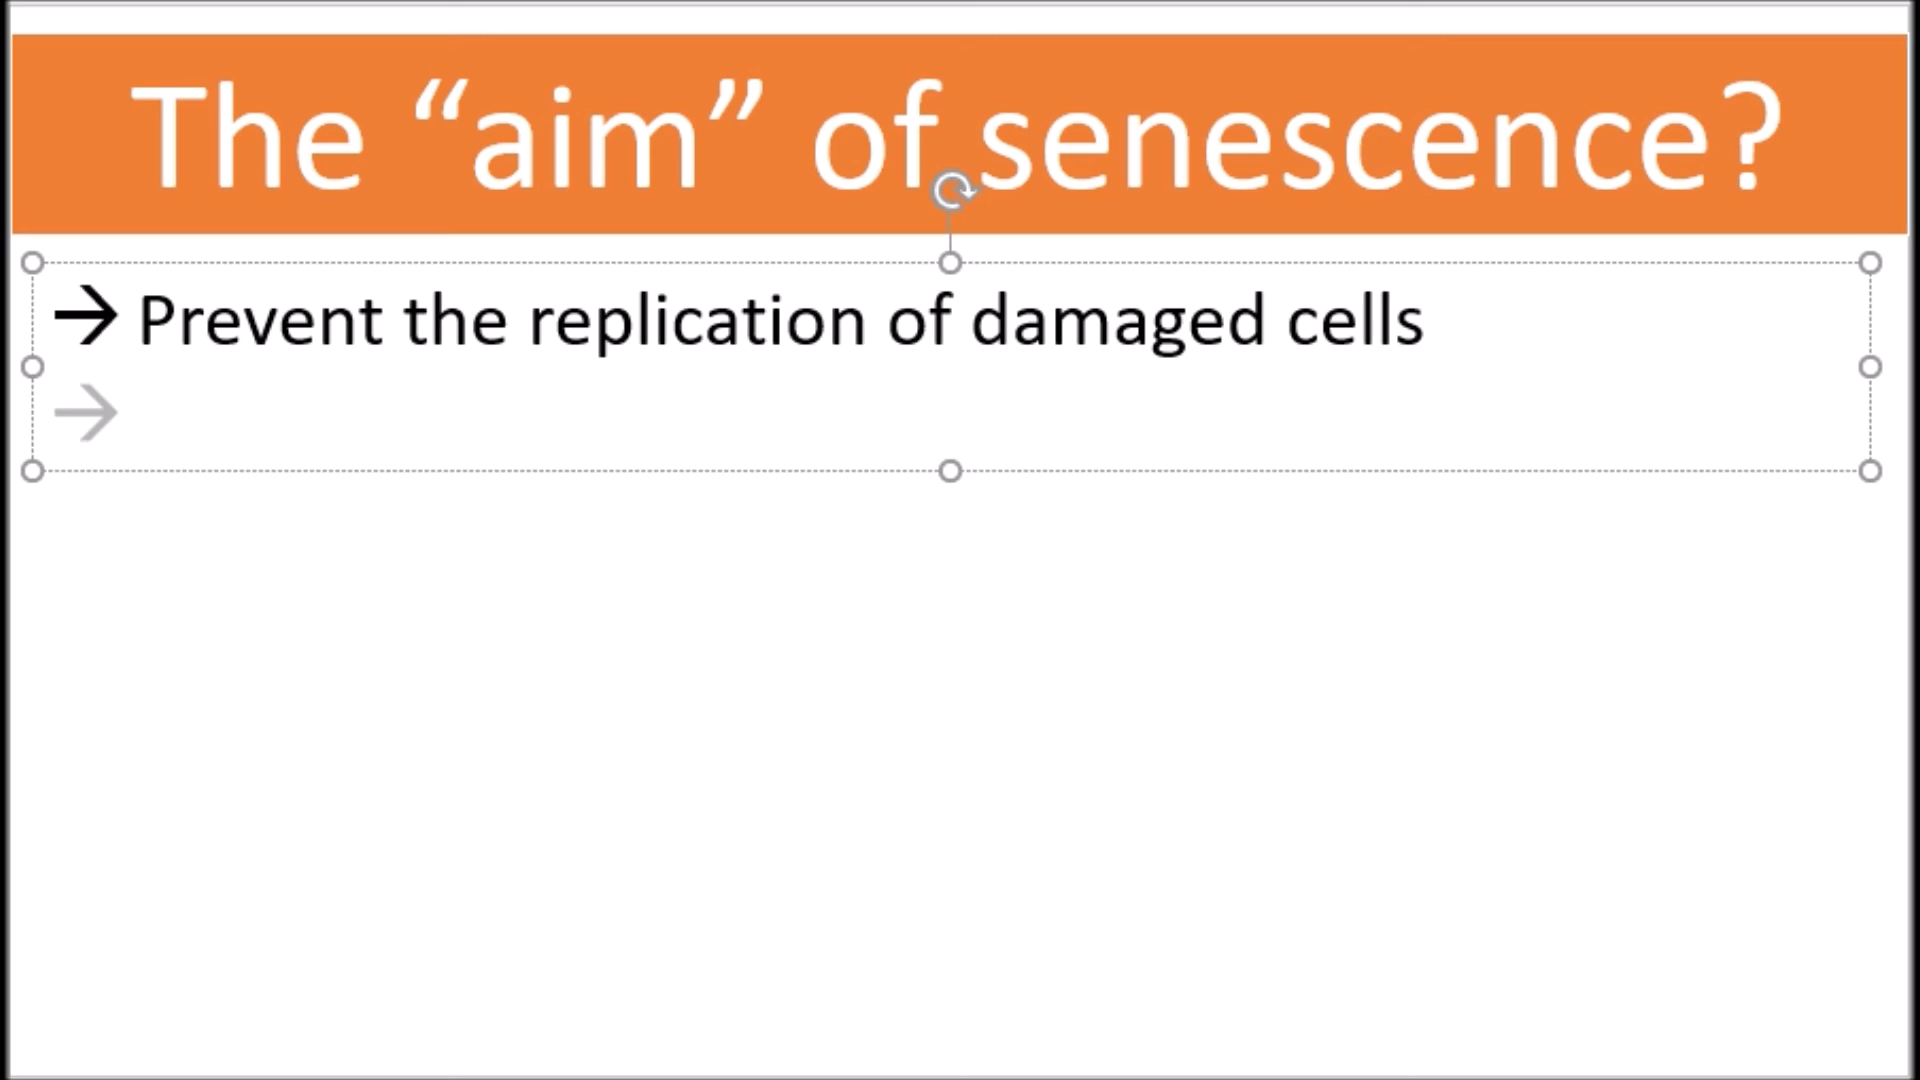 The “aim” of senescence?
→ Prevent the replication of damaged cells
→